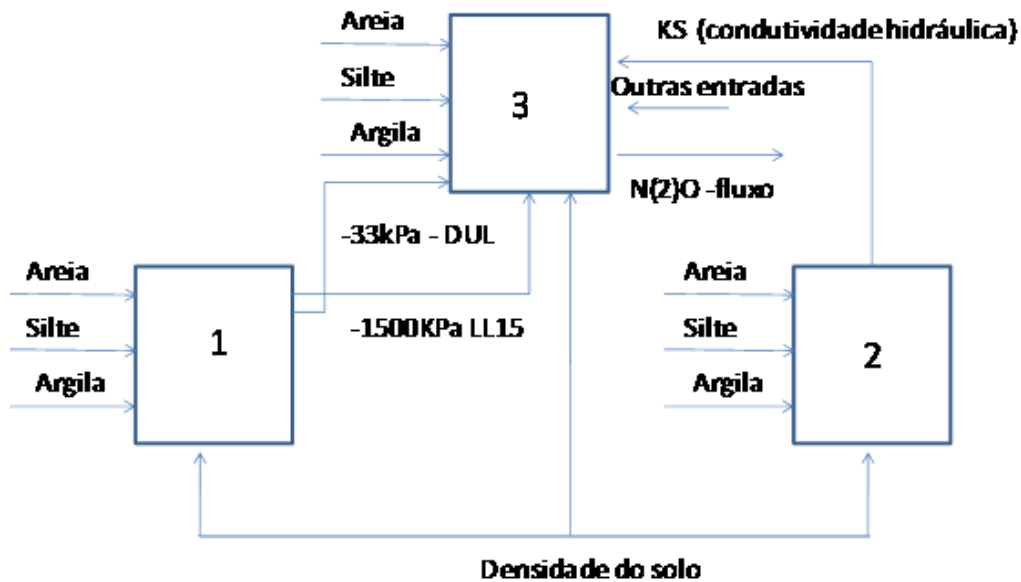 Areia
KS (condutividade hidráulica)
Silte
Outras entradas
3
Argila
N(2)O -fluxo
-33kPa - DUL
Areia
Areia
-1500KPa LL15
Silte
Silte
1
2
Argila
Argila
Densidade do solo